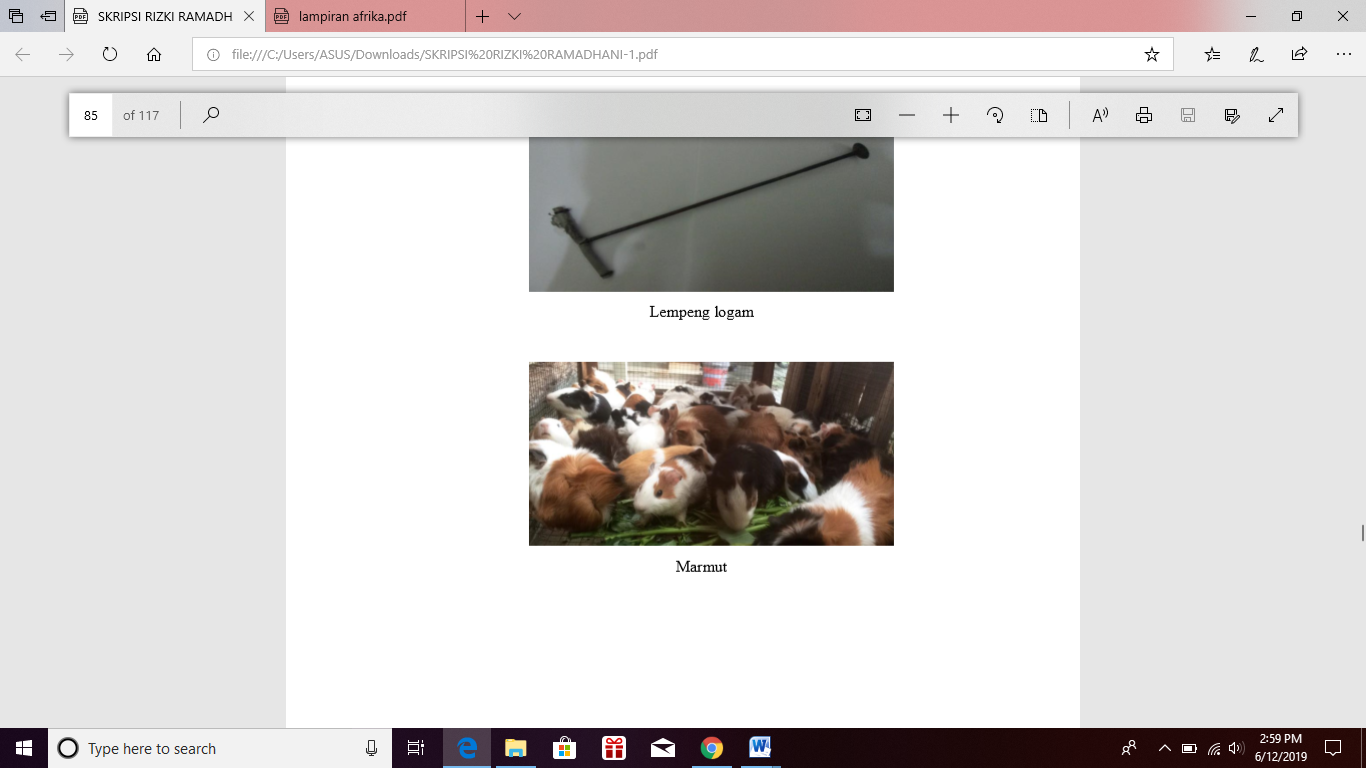 SKRIPSI RIZKI RAMADH
lampiran afrika.pdf
file:///C:/Users/ASUS/Downloads/SKRIPSI%20RIZKI%20RAMADHANI-1.pdf
85 of 117
Lempeng logam
Marmut
Type here to search
2:59 PM
6/12/2019